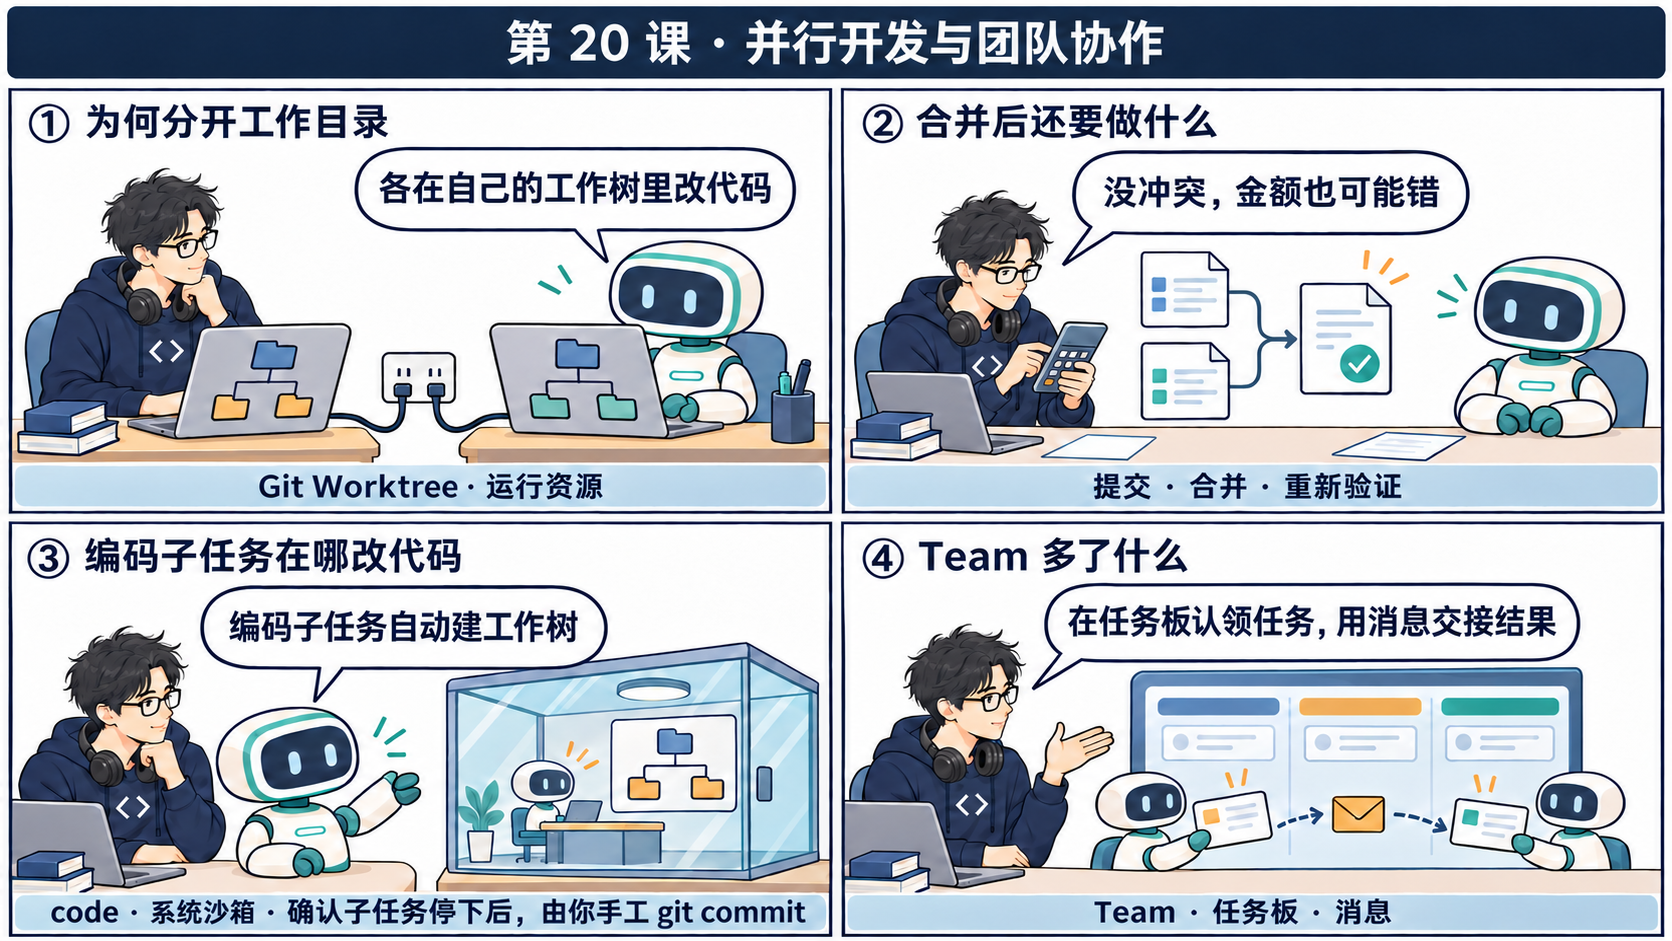 第 20 课 · 并行开发与团队协作
① 为何分开工作目录
各在自己的工作树里改代码
Git Worktree · 运行资源
② 合并后还要做什么
没冲突，金额也可能错
提交 · 合并 · 重新验证
③ 编码子任务在哪改代码
编码子任务自动建工作树
code · 系统沙箱 · 确认子任务停下后，由你手工 git commit
④ Team 多了什么
在任务板认领任务，用消息交接结果
Team · 任务板 · 消息